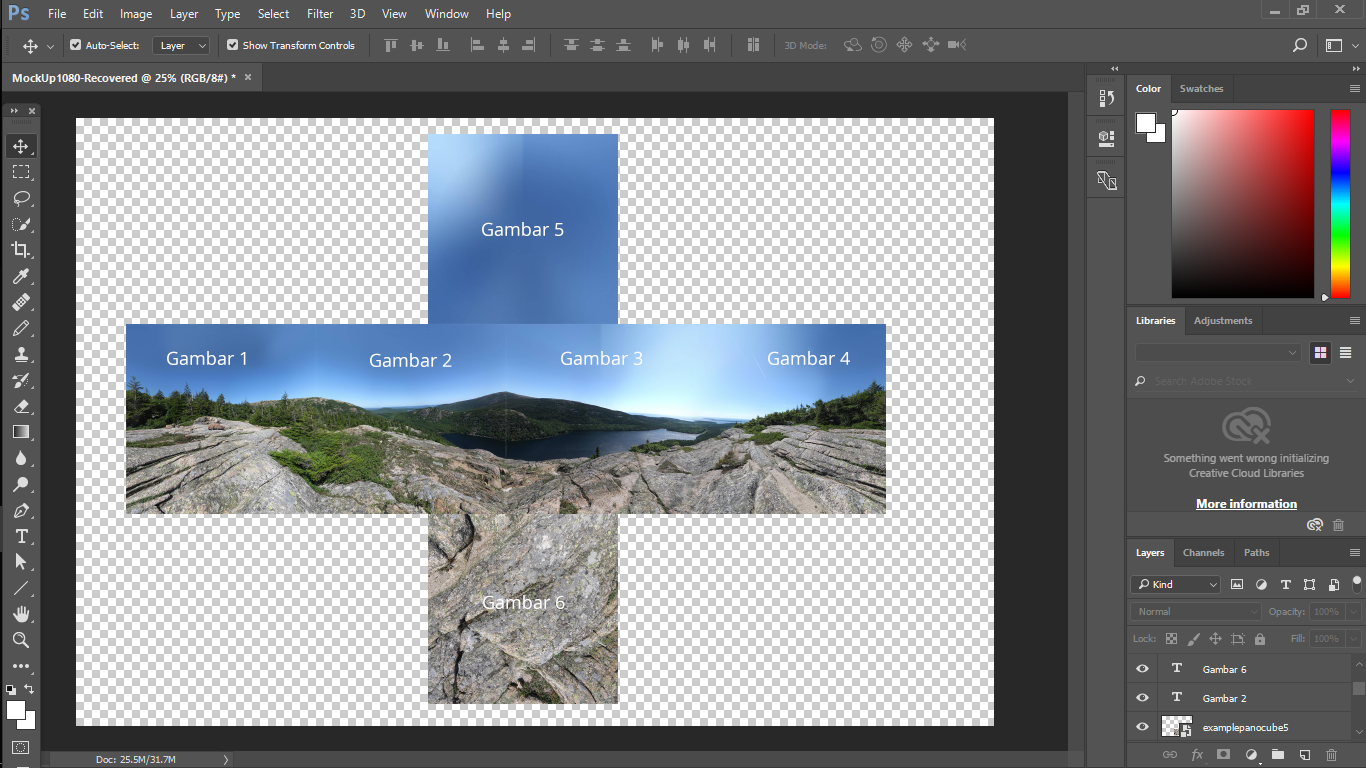 Ps File Edit Image Layer Type Select Filter 3D View Window Help
Auto-Select: Layer Show Transform Controls 3D Mode:
MockUp1080-Recovered @ 25% (RGB/8#) * ×
Color Swatches
Gambar 5
Libraries Adjustments
Gambar 1 Gambar 2 Gambar 3 Gambar 4
Search Adobe Stock
Something went wrong initializing
Creative Cloud Libraries
More information
Layers Channels Paths
Kind
Gambar 6
Normal Opacity: 100%
Lock: Fill: 100%
T Gambar 6
T Gambar 2
examplepanocube5
Doc: 25.5M/31.7M
fx